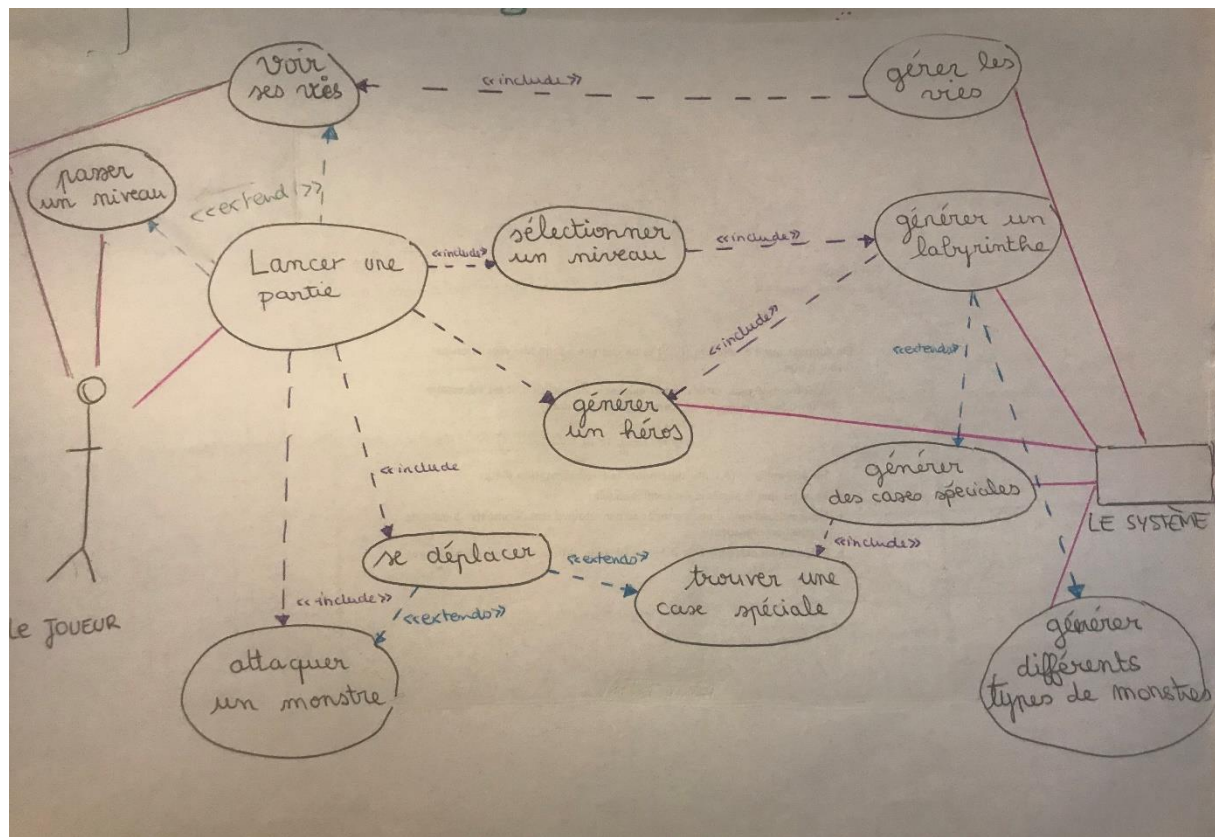 voir
ses vies
«include»
gérer les
vies
passer
un niveau
«extend»
Lancer une
partie
«include»
sélectionner
un niveau
«include»
générer un
labyrinthe
«include»
«extends»
générer
un héros
«include
générer
des cases spéciales
LE SYSTÈME
«include»
se déplacer
«extends»
trouver une
case spéciale
«include»
«extends»
LE JOUEUR
attaquer
un monstre
générer
différents
types de monstres